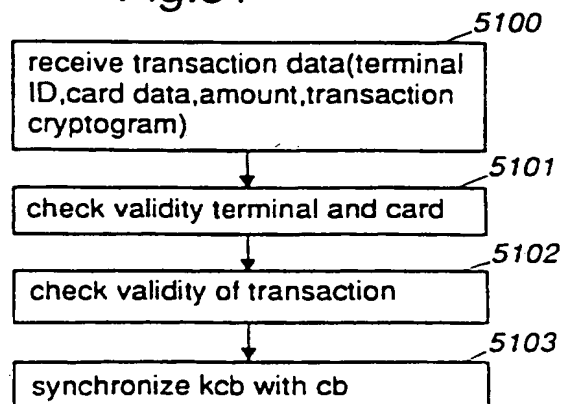 5100
receive transaction data(terminal
ID,card data,amount,transaction
cryptogram)
5101
check validity terminal and card
5102
check validity of transaction
5103
synchronize kcb with cb